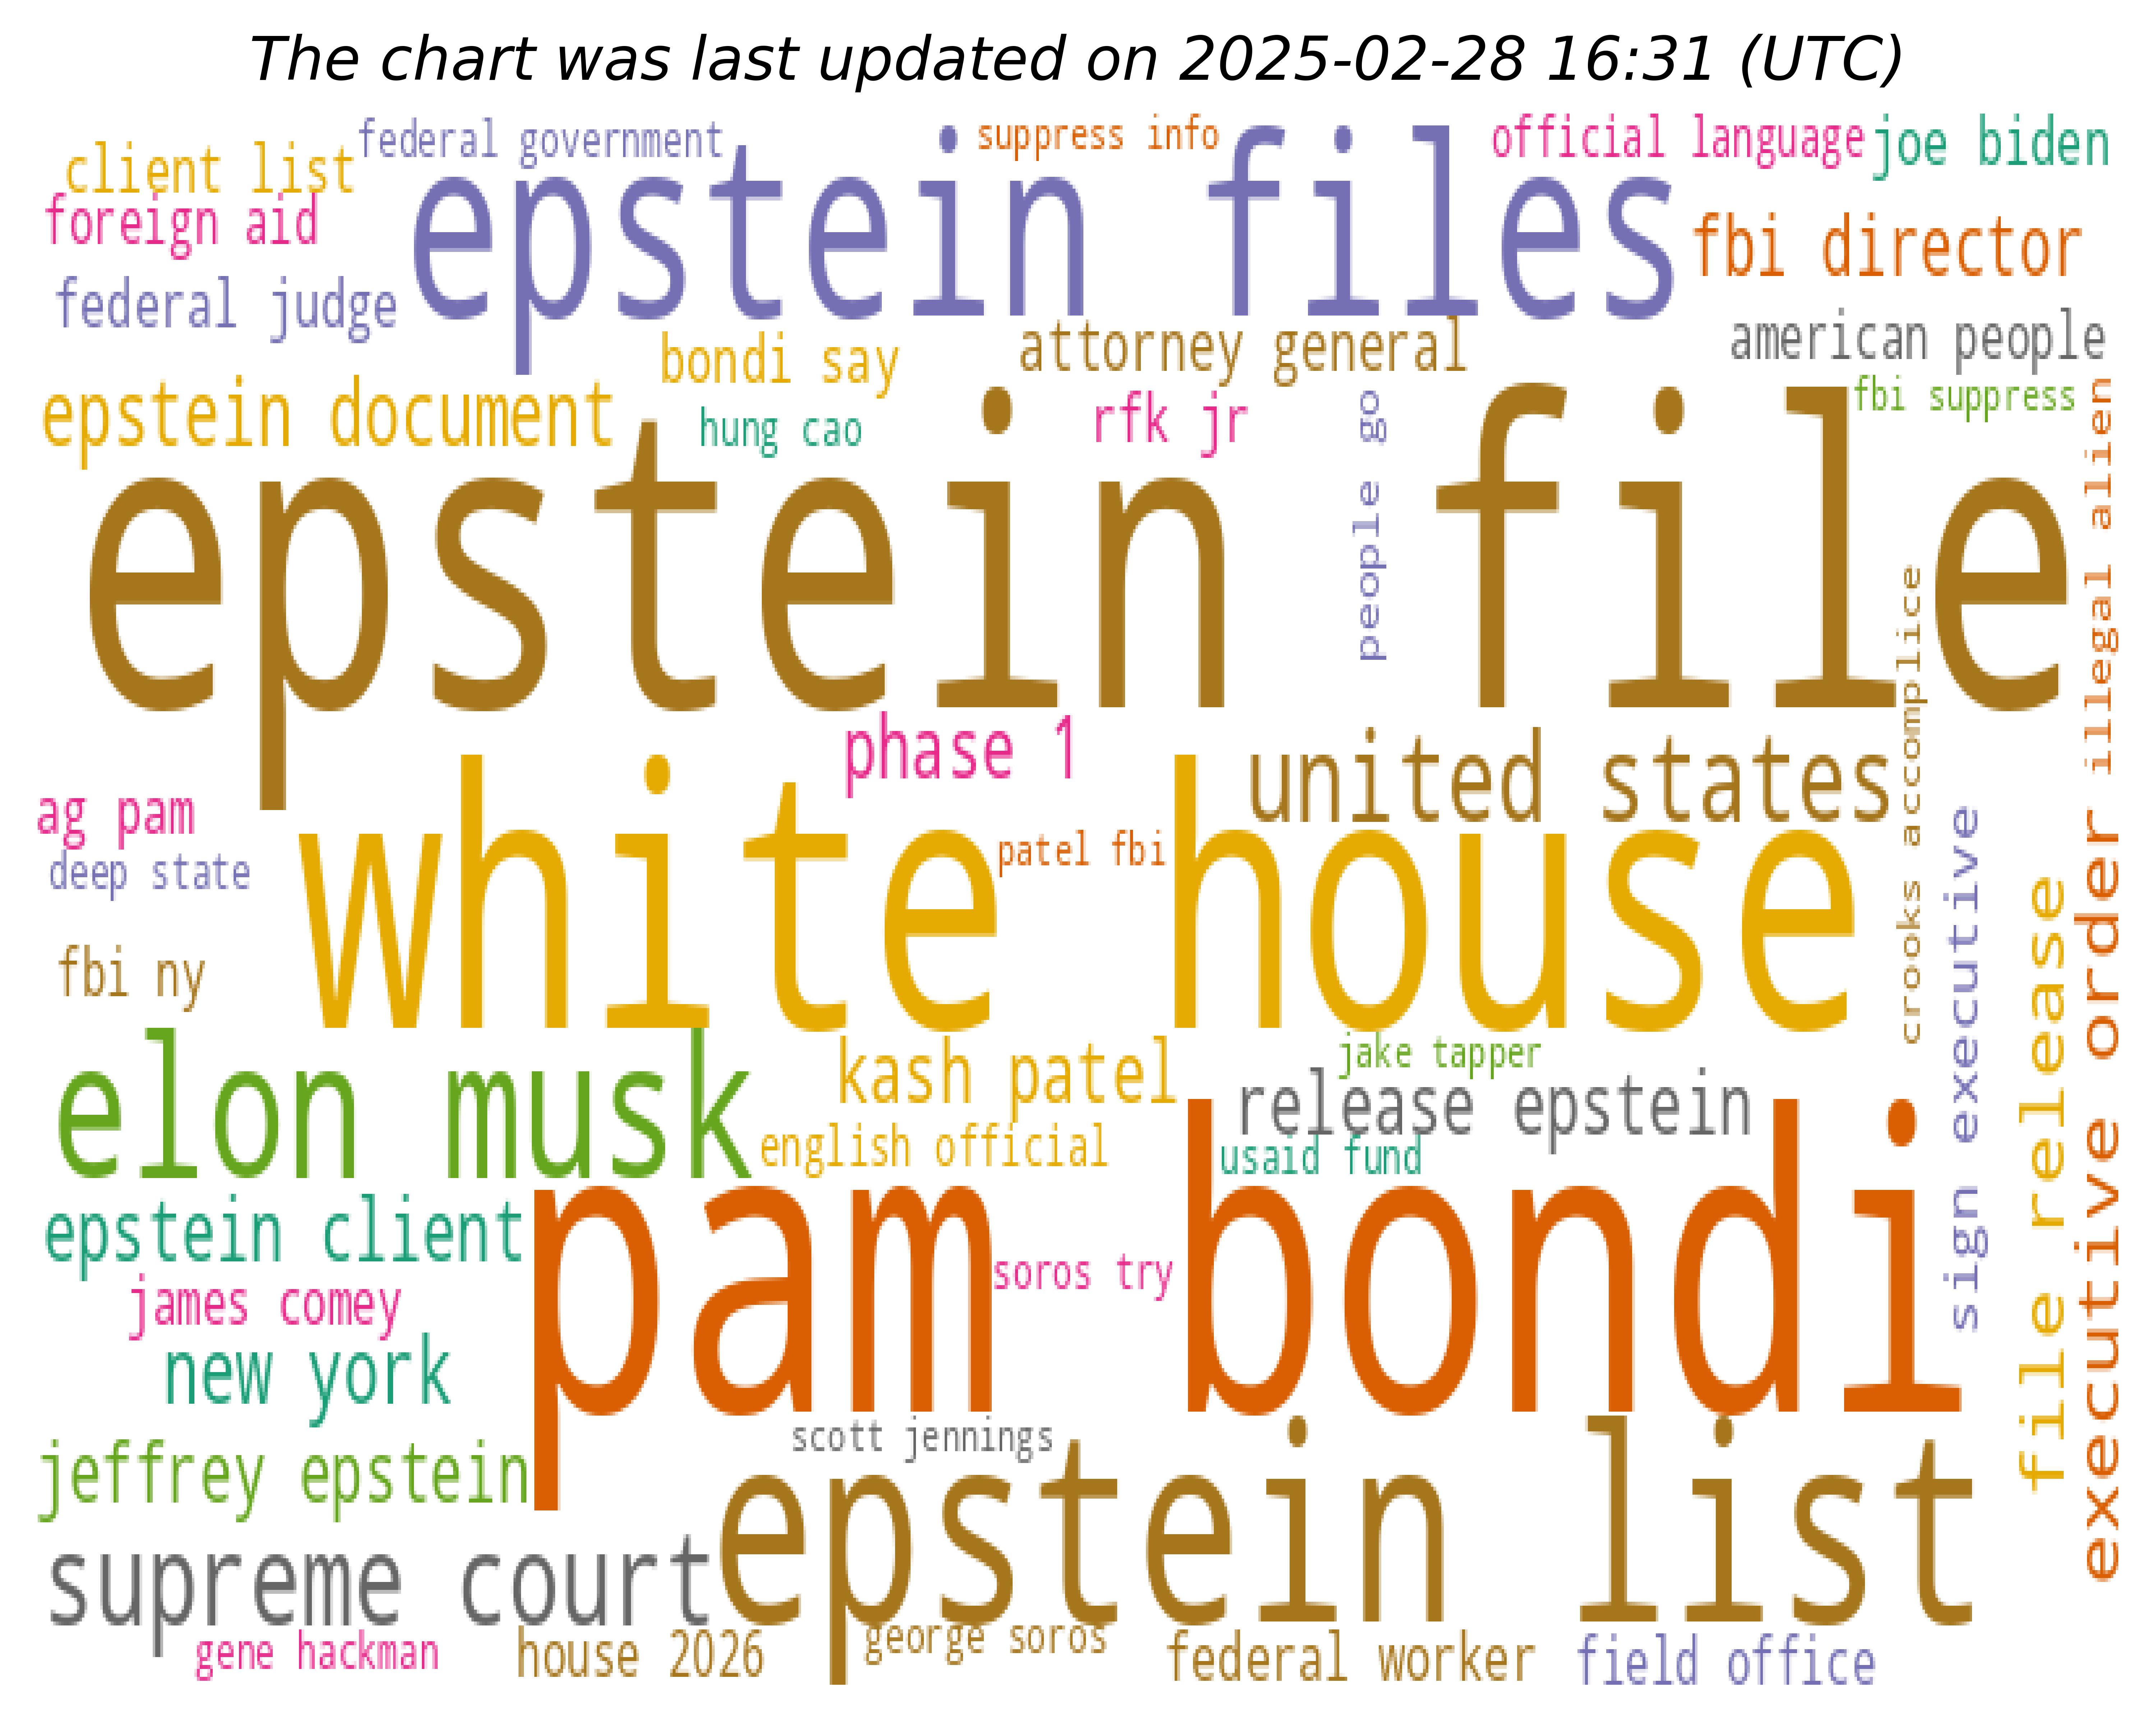 The chart was last updated on 2025-02-28 16:31 (UTC)
client list
federal government
suppress info
official language
joe biden
foreign aid
epstein files
fbi director
federal judge
bondi say
attorney general
american people
epstein document
hung cao
rfk jr
people go
fbi suppress
illegal alien
epstein file
crooks accomplice
phase 1
united states
ag pam
deep state
white house
patel fbi
fbi ny
sign executive
file release
executive order
elon musk
kash patel
jake tapper
release epstein
english official
usaid fund
epstein client
pam bondi
soros try
james comey
new york
scott jennings
jeffrey epstein
epstein list
supreme court
gene hackman
house 2026
george soros
federal worker
field office